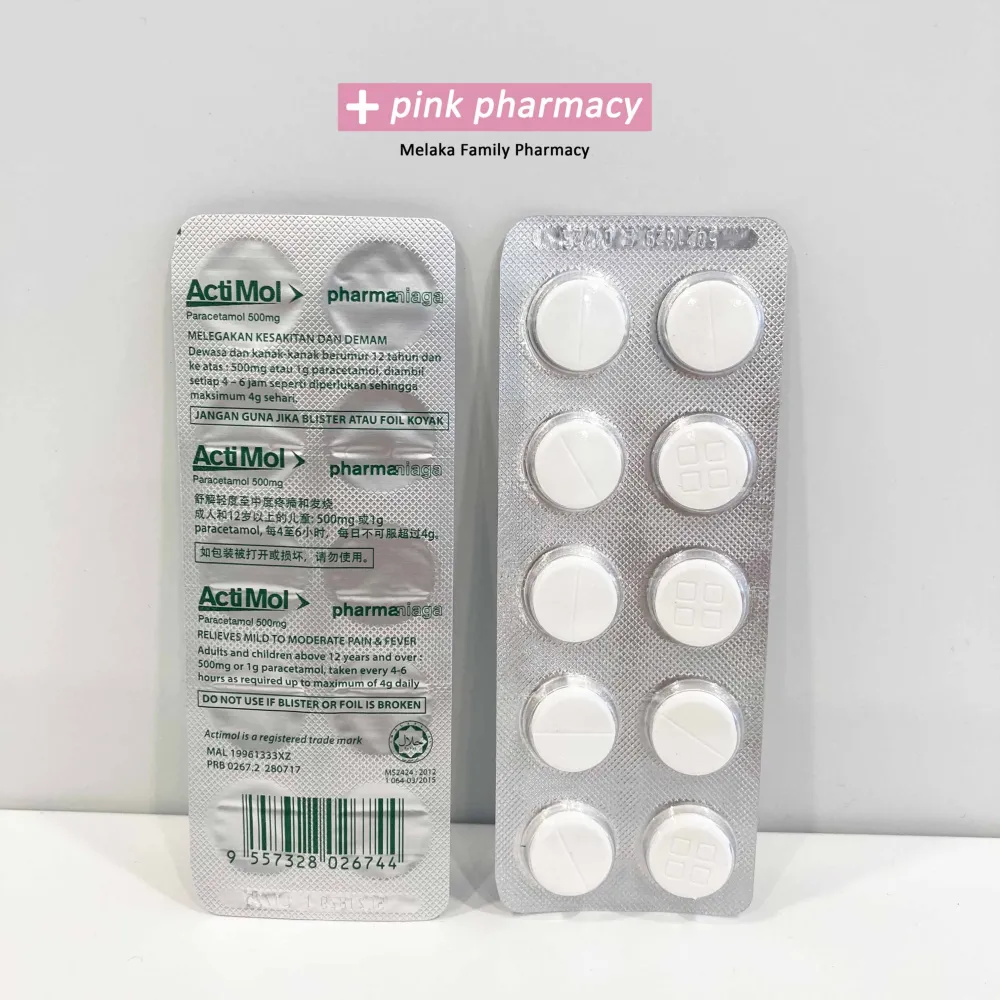 pink pharmacy
Melaka Family Pharmacy
ActiMol pharmaniaga
Paracetamol 500mg
MELEGAKAN KESAKITAN DAN DEMAM
Dewasa dan kanak-kanak berumur 12 tahun dan
ke atas : 500mg atau 1g paracetamol, diambil
setiap 4 – 6 jam seperti diperlukan sehingga
maksimum 4g sehari.
JANGAN GUNA JIKA BLISTER ATAU FOIL KOYAK
ActiMol pharmaniaga
Paracetamol 500mg
舒解轻度至中度疼痛和发烧
成人和12岁以上的儿童: 500mg 或1g
paracetamol, 每4至6小时, 每日不可服超过4g。
如包装被打开或损坏, 请勿使用。
ActiMol pharmaniaga
Paracetamol 500mg
RELIEVES MILD TO MODERATE PAIN & FEVER
Adults and children above 12 years and over :
500mg or 1g paracetamol, taken every 4-6
hours as required up to maximum of 4g daily
DO NOT USE IF BLISTER OR FOIL IS BROKEN
Actimol is a registered trade mark
MAL 19961333XZ
PRB 0267.2 280717
حلال
MS2424 : 2012
1 064-03/2015
9 557328 026744